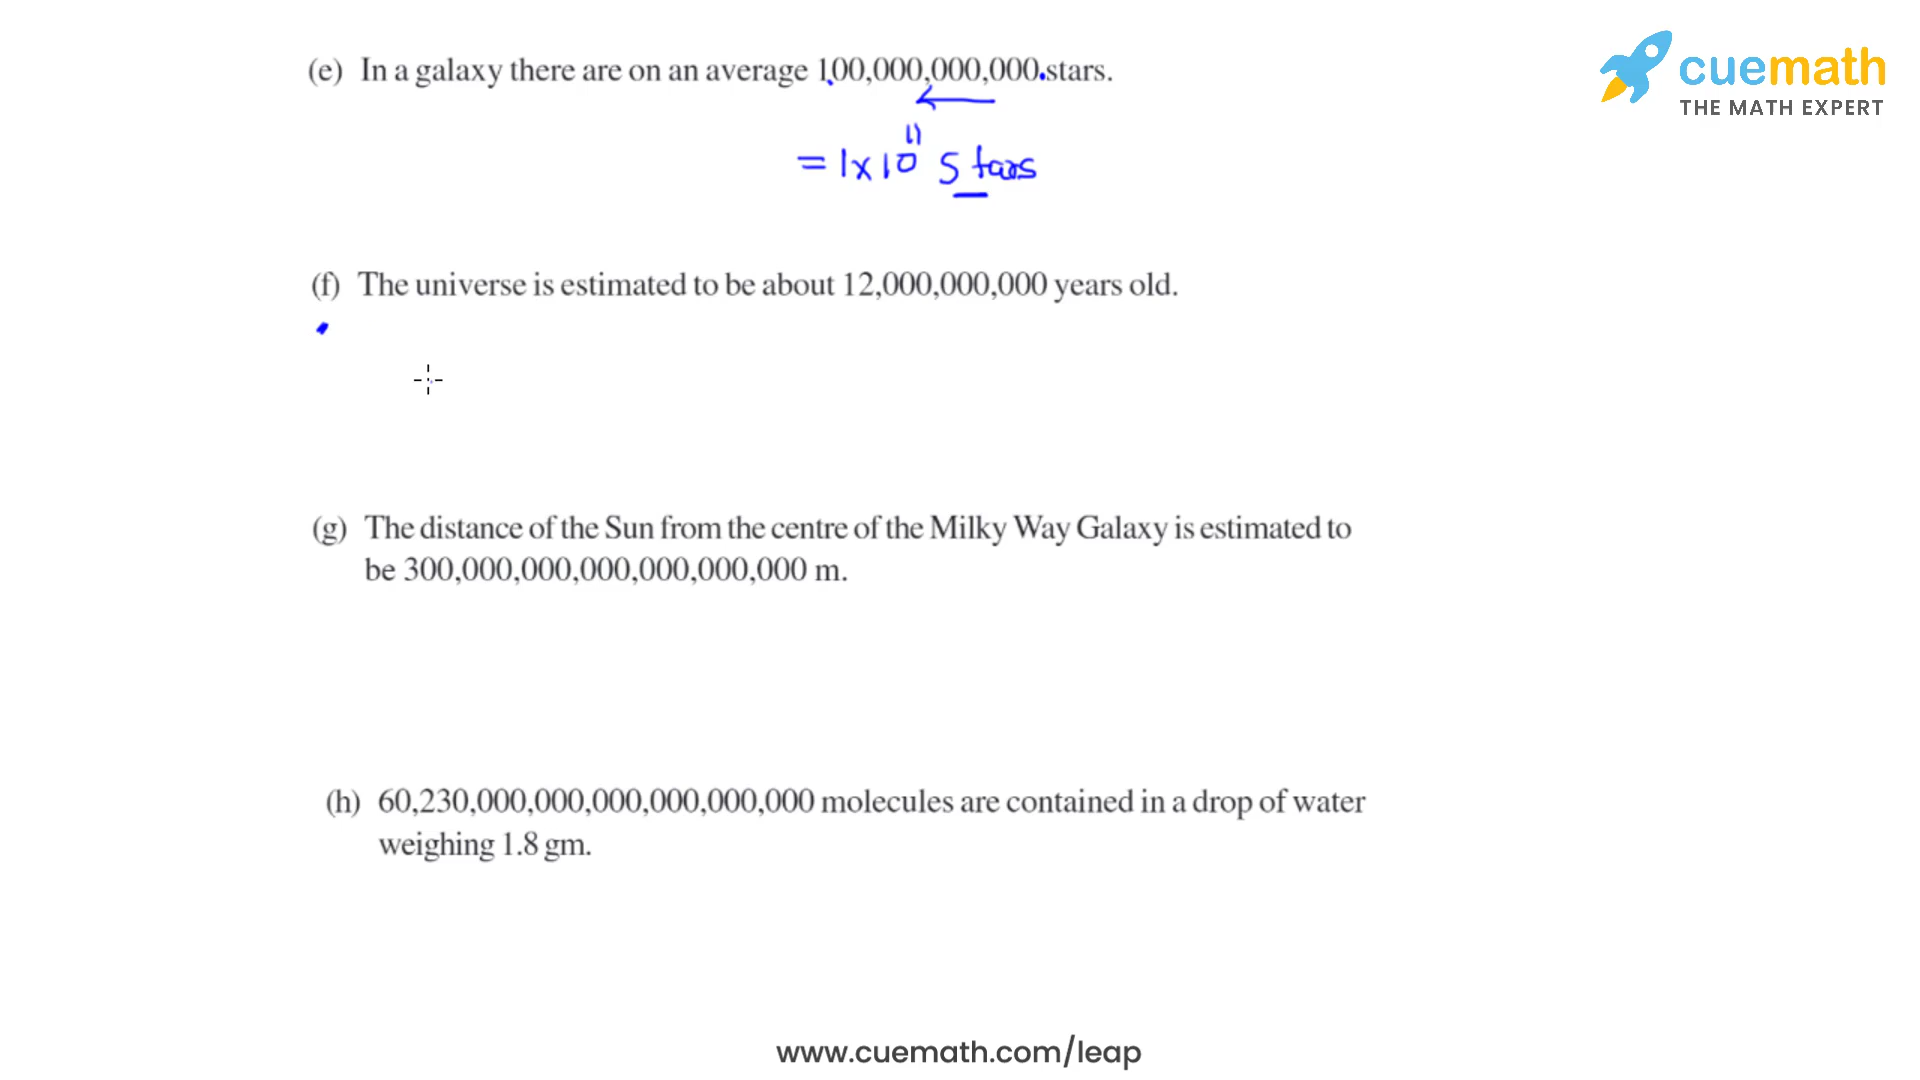 (e) In a galaxy there are on an average 100,000,000,000 stars.
= 1 x 10¹¹ Stars
(f) The universe is estimated to be about 12,000,000,000 years old.
(g) The distance of the Sun from the centre of the Milky Way Galaxy is estimated to
be 300,000,000,000,000,000,000 m.
(h) 60,230,000,000,000,000,000,000 molecules are contained in a drop of water
weighing 1.8 gm.
cuemath
THE MATH EXPERT
www.cuemath.com/leap